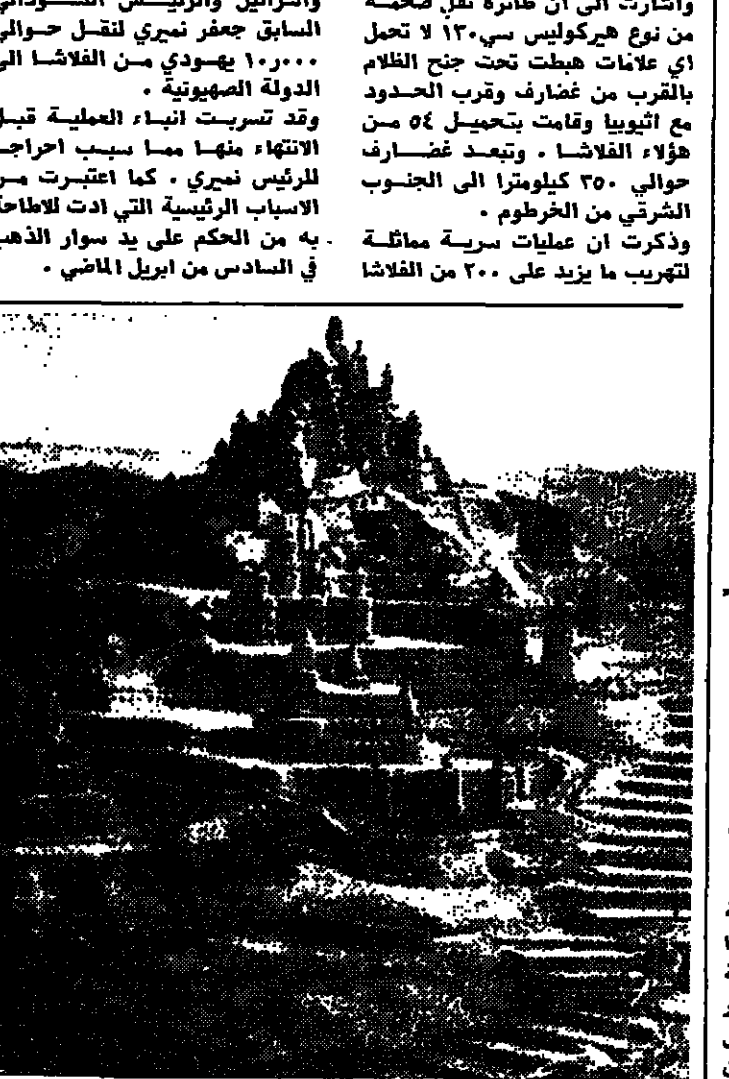 واشارت الى ان طائرة نقل ضخمة
من نوع هيركوليس سي-١٣٠ لا تحمل
اي علامات هبطت تحت جنح الظلام
بالقرب من غضارف وقرب الحدود
مع اثيوبيا وقامت بتحميل ٥٤ من
هؤلاء الفلاشا . وتبعد غضارف
حوالي ٣٥٠ كيلومترا الى الجنوب
الشرقي من الخرطوم .
وذكرت ان عمليات سرية مماثلة
لتهريب ما يزيد على ٢٠٠ من الفلاشا
واسرائيل والرئيس السوداني
السابق جعفر نميري لنقل حوالي
١٠٫٠٠٠ يهودي من الفلاشا الى
الدولة الصهيونية .
وقد تسربت انباء العملية قبل
الانتهاء منها مما سبب احراجا
للرئيس نميري . كما اعتبرت من
الاسباب الرئيسية التي ادت للاطاحة
به من الحكم على يد سوار الذهب
في السادس من ابريل الماضي .